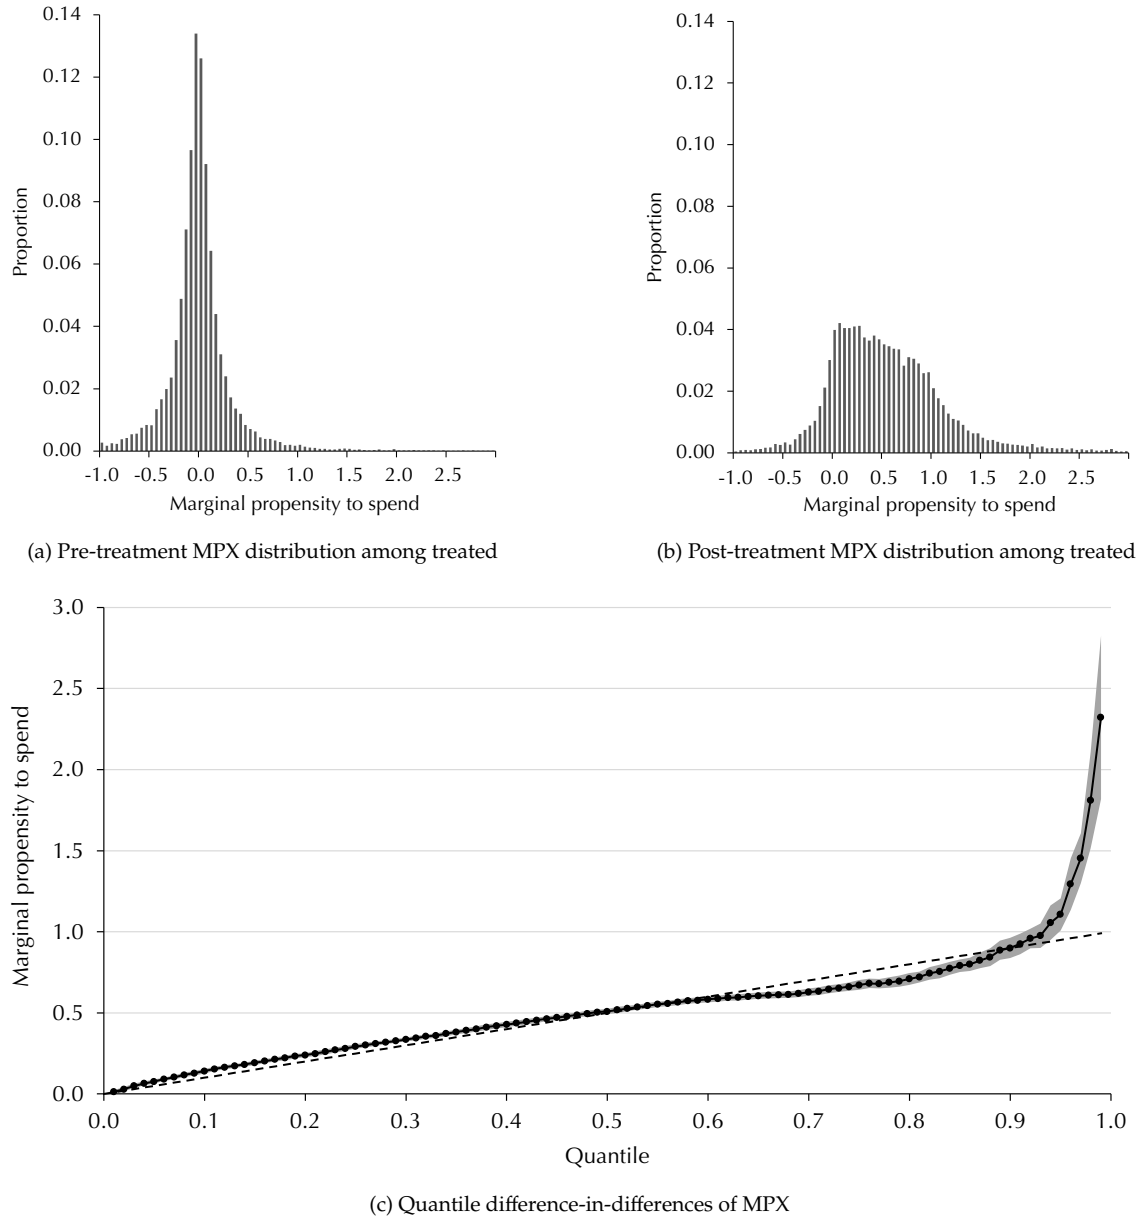 0.14
0.12
0.10
0.08
0.06
0.04
0.02
0.00
Proportion
-1.0 -0.5 0.0 0.5 1.0 1.5 2.0 2.5
Marginal propensity to spend
(a) Pre-treatment MPX distribution among treated
0.14
0.12
0.10
0.08
0.06
0.04
0.02
0.00
Proportion
-1.0 -0.5 0.0 0.5 1.0 1.5 2.0 2.5
Marginal propensity to spend
(b) Post-treatment MPX distribution among treated
3.0
2.5
2.0
1.5
1.0
0.5
0.0
Marginal propensity to spend
0.0 0.1 0.2 0.3 0.4 0.5 0.6 0.7 0.8 0.9 1.0
Quantile
(c) Quantile difference-in-differences of MPX